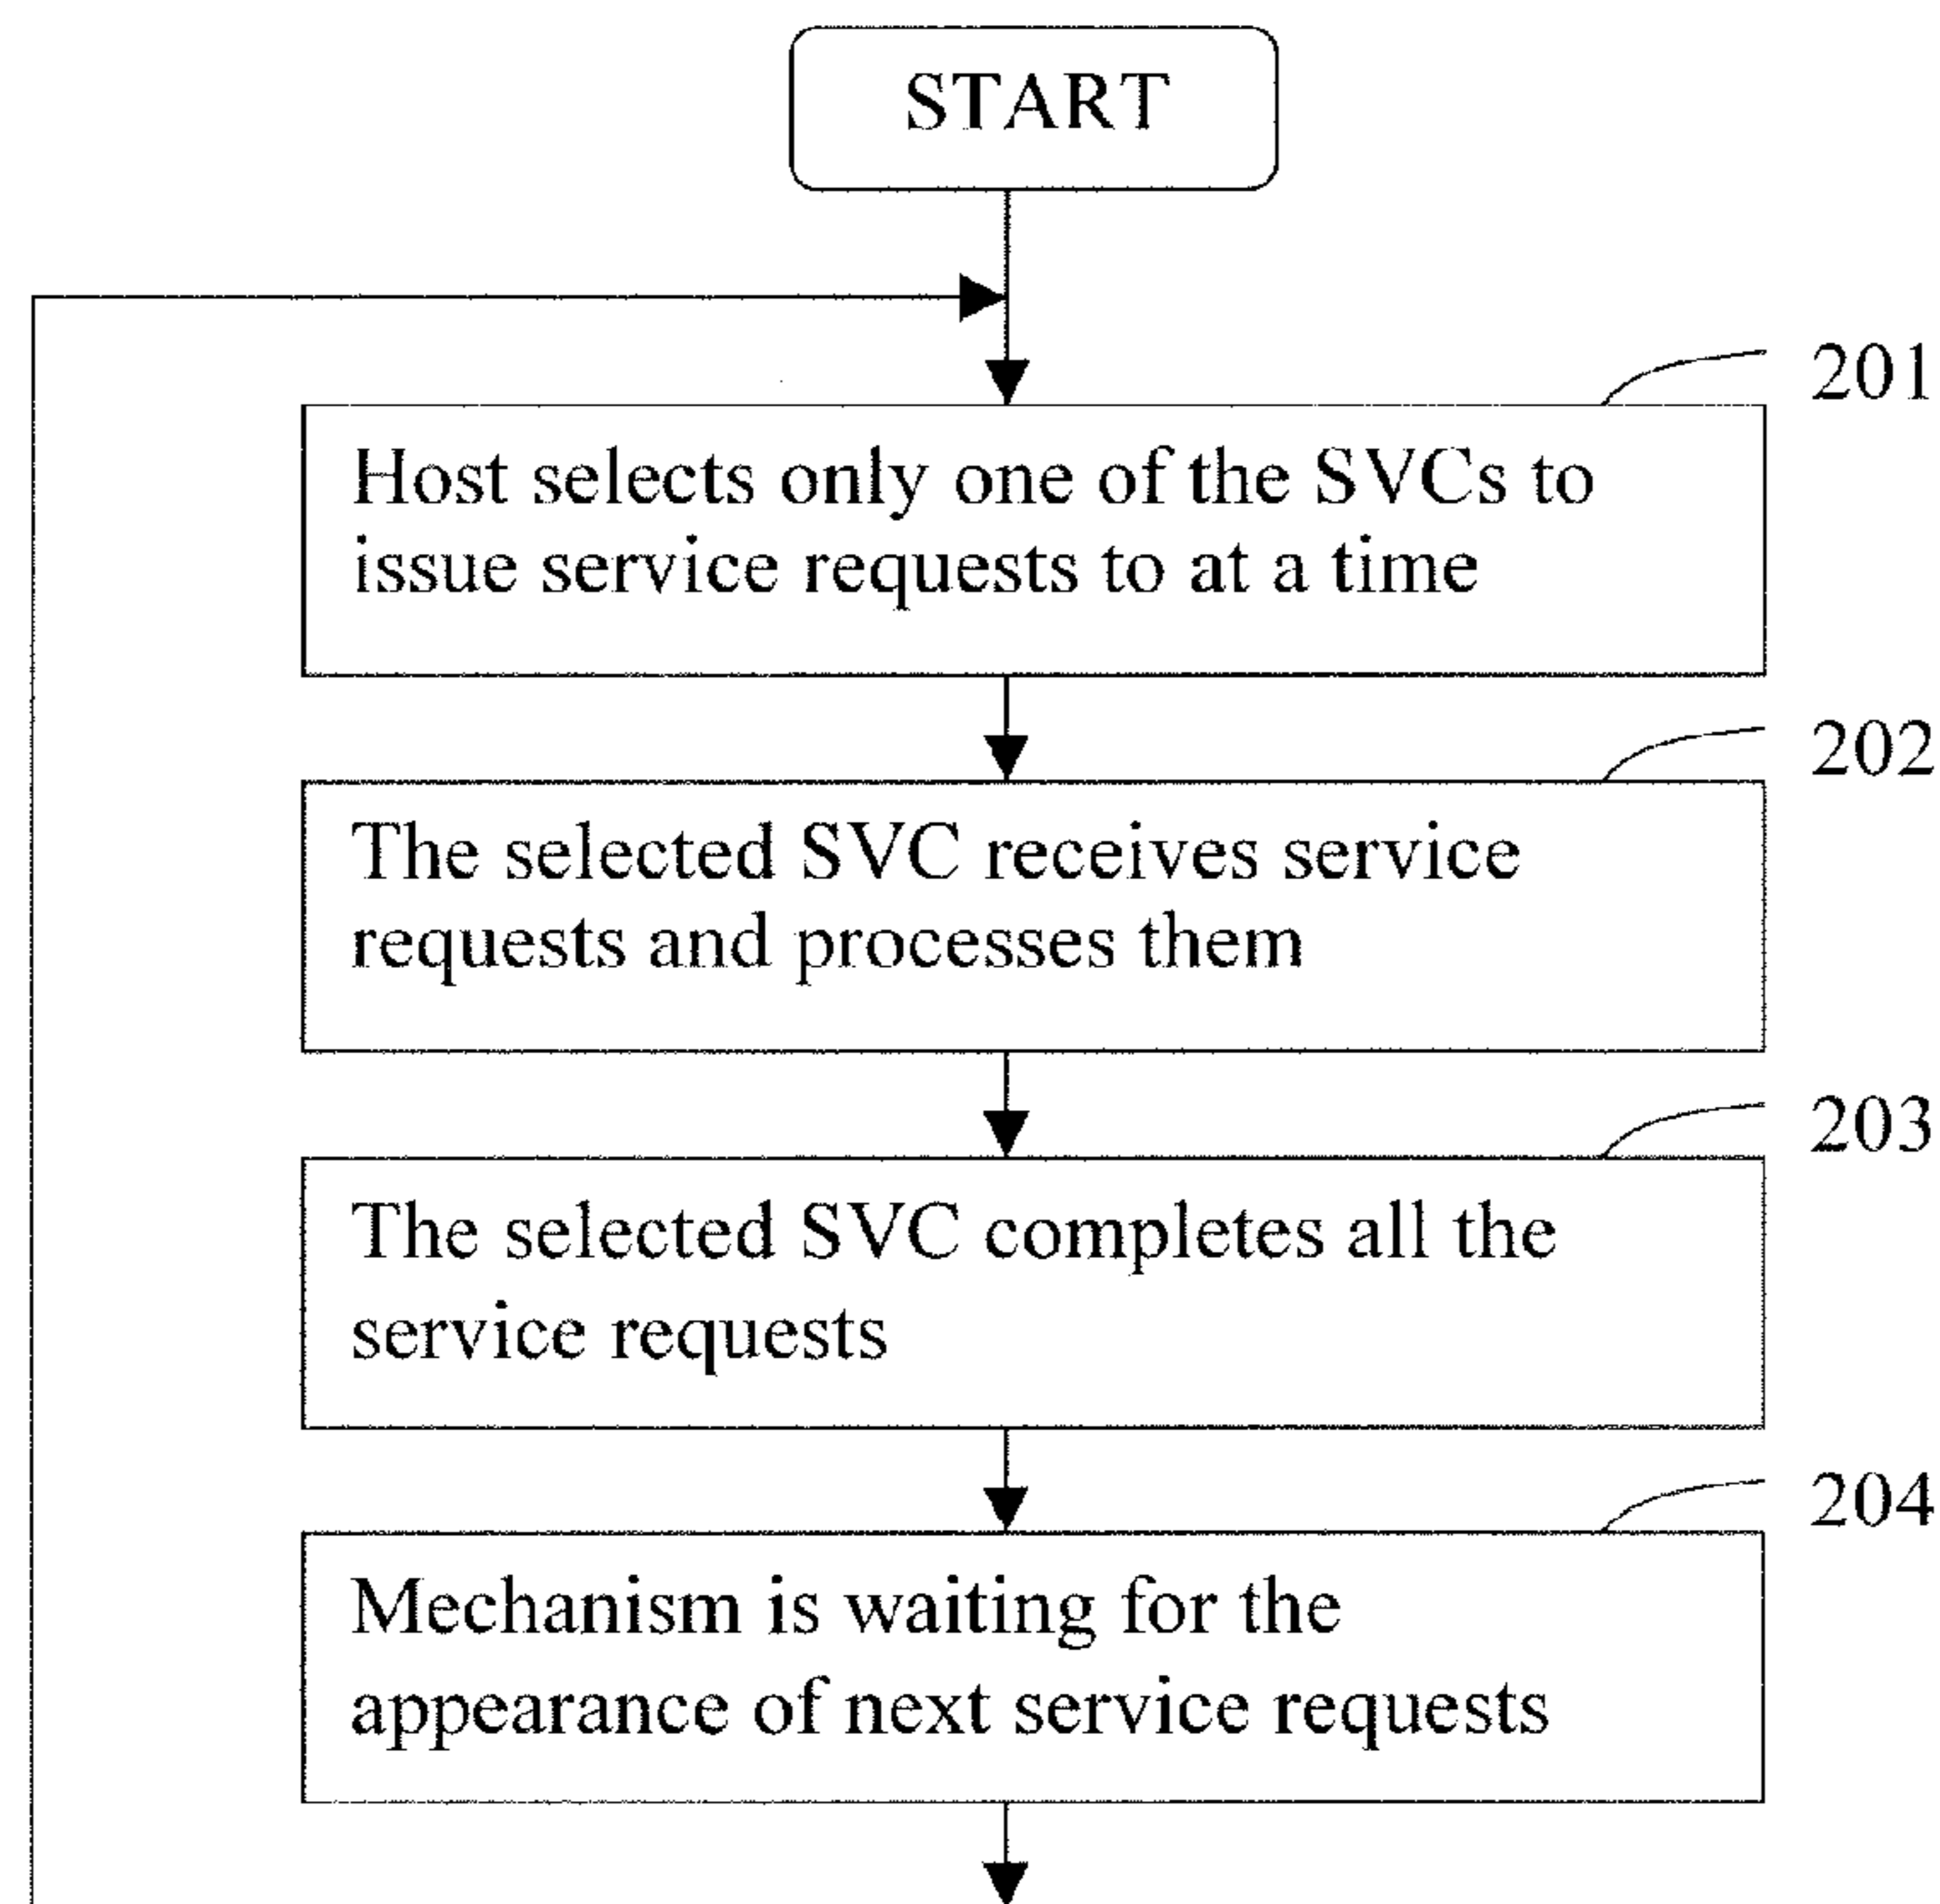 START
201
Host selects only one of the SVCs to
issue service requests to at a time
202
The selected SVC receives service
requests and processes them
203
The selected SVC completes all the
service requests
204
Mechanism is waiting for the
appearance of next service requests